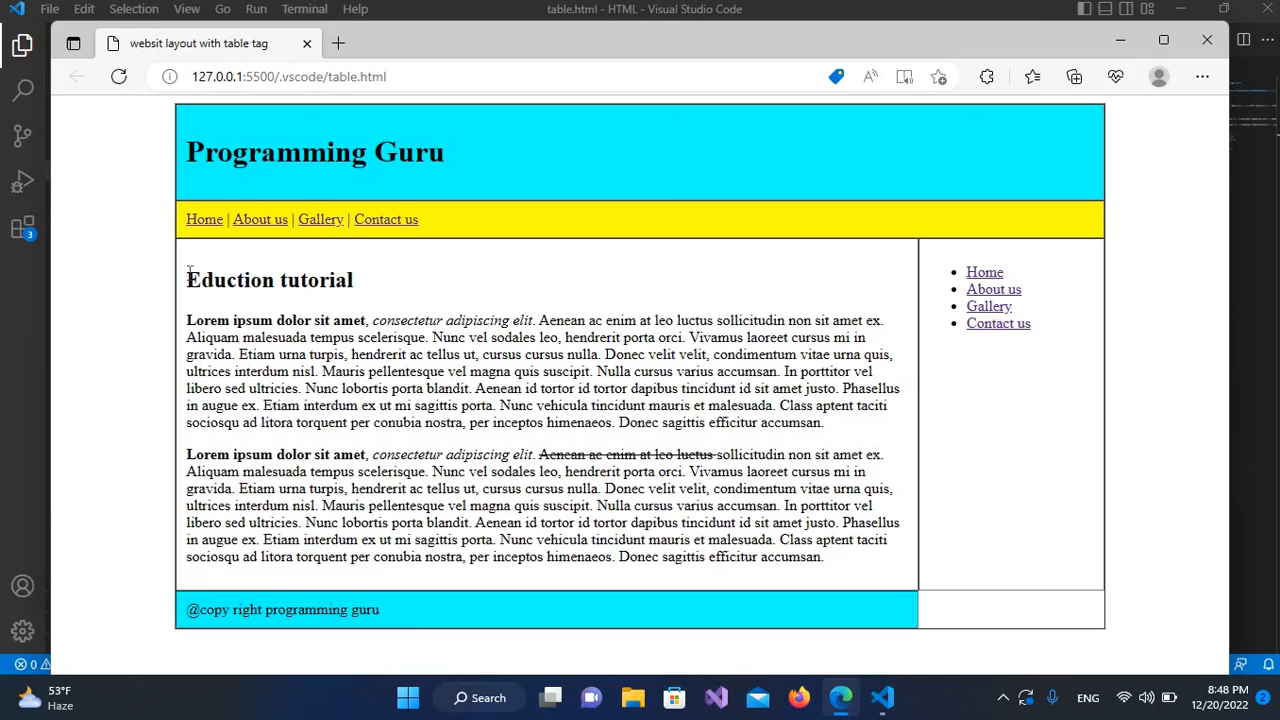 File Edit Selection View Go Run Terminal Help table.html - HTML - Visual Studio Code
websit layout with table tag
127.0.0.1:5500/.vscode/table.html
Programming Guru
Home | About us | Gallery | Contact us
Eduction tutorial
Lorem ipsum dolor sit amet, consectetur adipiscing elit. Aenean ac enim at leo luctus sollicitudin non sit amet ex.
Aliquam malesuada tempus scelerisque. Nunc vel sodales leo, hendrerit porta orci. Vivamus laoreet cursus mi in
gravida. Etiam urna turpis, hendrerit ac tellus ut, cursus cursus nulla. Donec velit velit, condimentum vitae urna quis,
ultricies interdum nisl. Mauris pellentesque vel magna quis suscipit. Nulla cursus varius accumsan. In porttitor vel
libero sed ultricies. Nunc lobortis porta blandit. Aenean id tortor id tortor dapibus tincidunt id sit amet justo. Phasellus
in augue ex. Etiam interdum ex ut mi sagittis porta. Nunc vehicula tincidunt mauris et malesuada. Class aptent taciti
sociosqu ad litora torquent per conubia nostra, per inceptos himenaeos. Donec sagittis efficitur accumsan.
Lorem ipsum dolor sit amet, consectetur adipiscing elit. Aenean ac enim at leo luctus sollicitudin non sit amet ex.
Aliquam malesuada tempus scelerisque. Nunc vel sodales leo, hendrerit porta orci. Vivamus laoreet cursus mi in
gravida. Etiam urna turpis, hendrerit ac tellus ut, cursus cursus nulla. Donec velit velit, condimentum vitae urna quis,
ultricies interdum nisl. Mauris pellentesque vel magna quis suscipit. Nulla cursus varius accumsan. In porttitor vel
libero sed ultricies. Nunc lobortis porta blandit. Aenean id tortor id tortor dapibus tincidunt id sit amet justo. Phasellus
in augue ex. Etiam interdum ex ut mi sagittis porta. Nunc vehicula tincidunt mauris et malesuada. Class aptent taciti
sociosqu ad litora torquent per conubia nostra, per inceptos himenaeos. Donec sagittis efficitur accumsan.
Home
About us
Gallery
Contact us
@copy right programming guru
3
0
53°F
Haze
Search
ENG
8:48 PM
12/20/2022
2